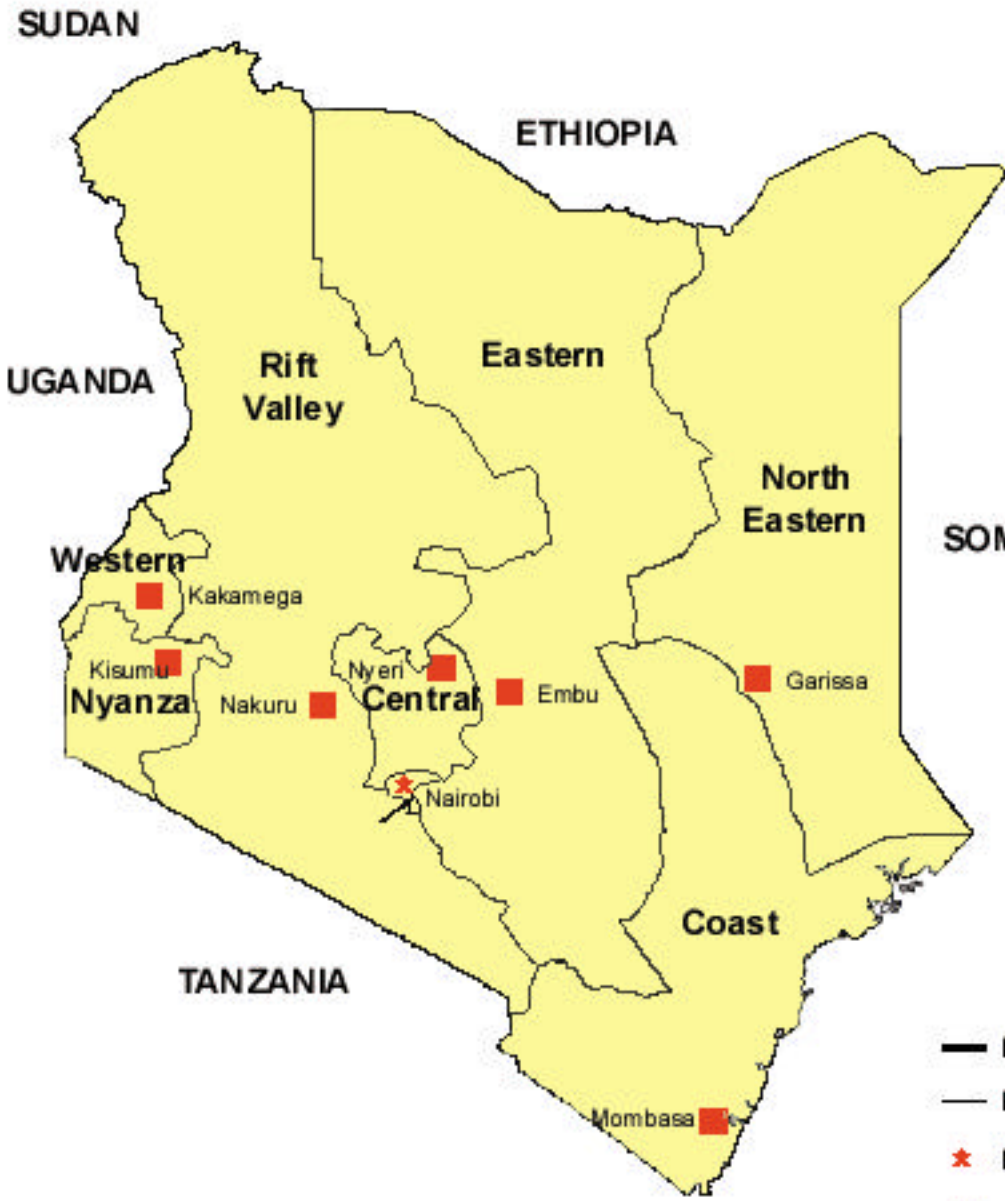 SUDAN
ETHIOPIA
UGANDA
Rift
Valley
Eastern
North
Eastern
Western
Kakamega
Kisumu
Nyanza
Nakuru
Nyeri
Central
Embu
Garissa
Nairobi
Coast
TANZANIA
Mombasa